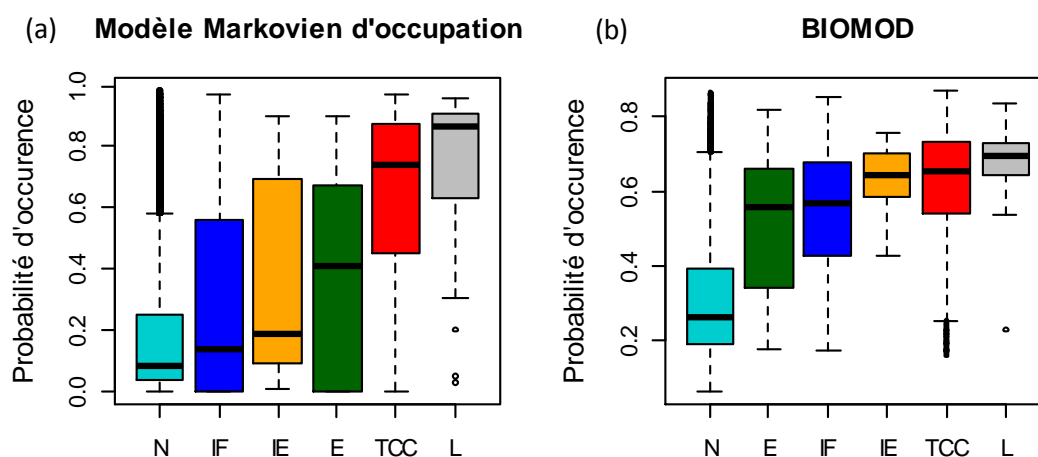 (a) Modèle Markovien d'occupation
Probabilité d'occurence
1.0
0.8
0.6
0.4
0.2
0.0
N IF IE E TCC L
(b) BIOMOD
Probabilité d'occurence
0.8
0.6
0.4
0.2
N E IF IE TCC L